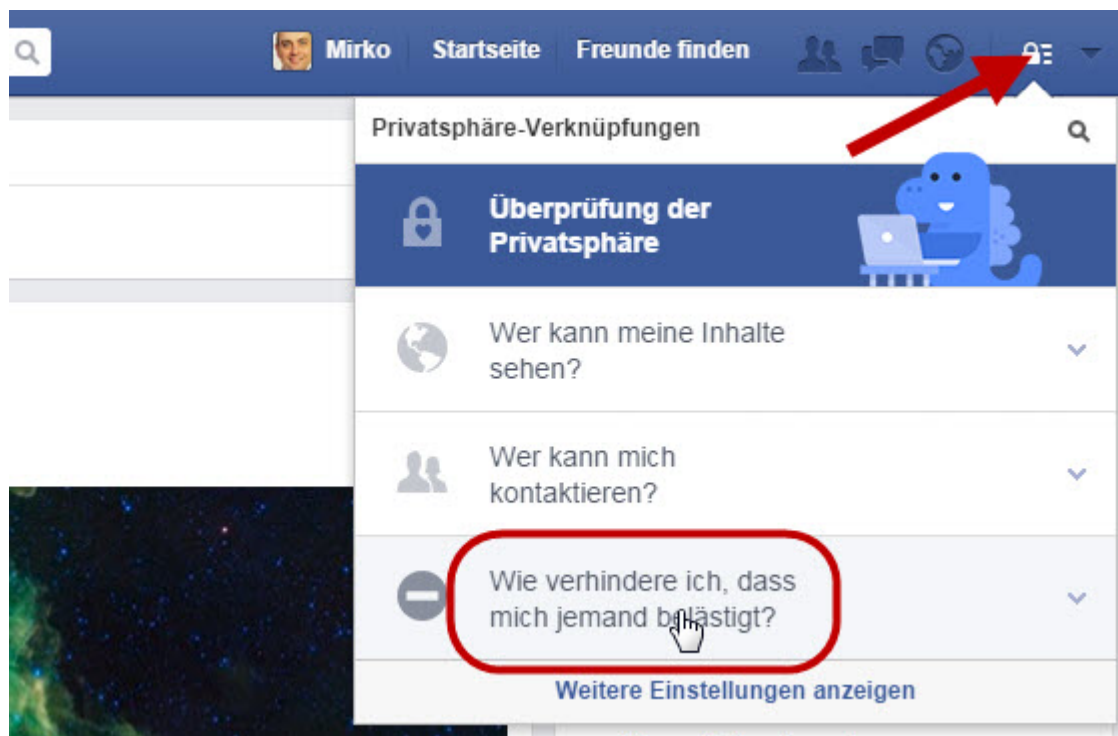 Mirko Startseite Freunde finden
Privatsphäre-Verknüpfungen
Überprüfung der
Privatsphäre
Wer kann meine Inhalte
sehen?
Wer kann mich
kontaktieren?
Wie verhindere ich, dass
mich jemand belästigt?
Weitere Einstellungen anzeigen